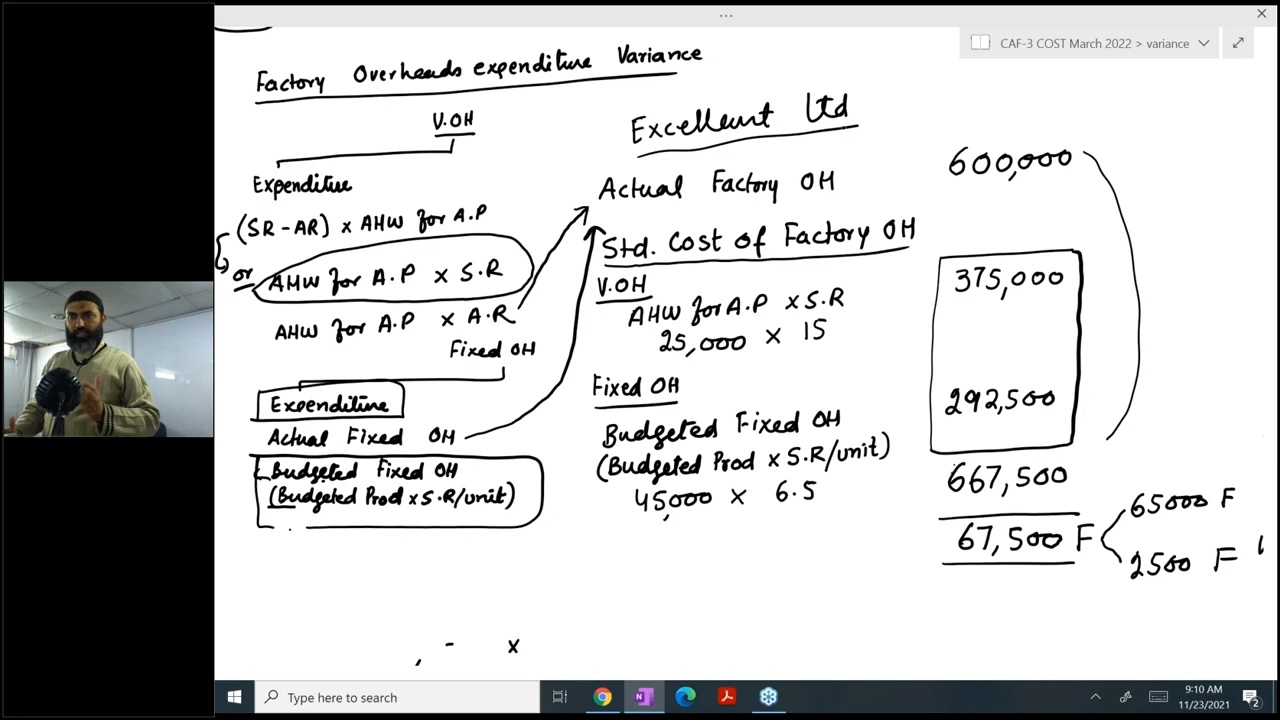 CAF-3 COST March 2022 > variance
Factory Overheads expenditure Variance
V.OH
Expenditure
(SR-AR) x AHW for A.P
or AHW for A.P x S.R
AHW for A.P x A.R
Fixed OH
Expenditure
Actual Fixed OH
Budgeted Fixed OH
(Budgeted Prod x S.R/unit)
Excellent Ltd
Actual Factory OH 600,000
Std. Cost of Factory OH
V.OH 375,000
AHW for A.P x S.R
25,000 x 15
Fixed OH
Budgeted Fixed OH 292,500
(Budgeted Prod x S.R/unit)
45,000 x 6.5 667,500
67,500 F
65000 F
2500 F
, - x
Type here to search
9:10 AM
11/23/2021
2